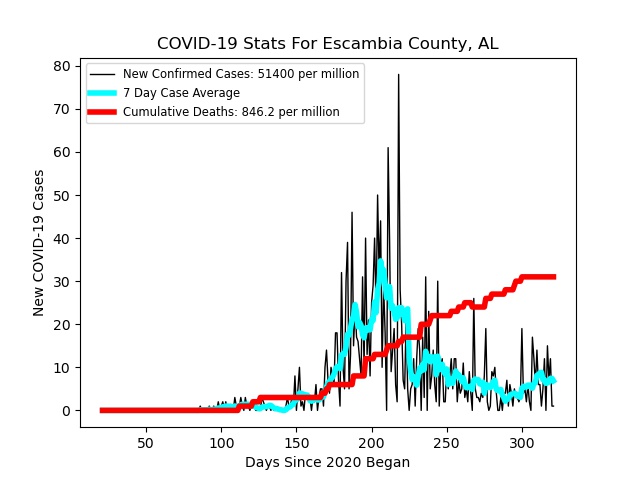 COVID-19 Stats For Escambia County, AL
New Confirmed Cases: 51400 per million
7 Day Case Average
Cumulative Deaths: 846.2 per million
New COVID-19 Cases
80
70
60
50
40
30
20
10
0
50 100 150 200 250 300
Days Since 2020 Began